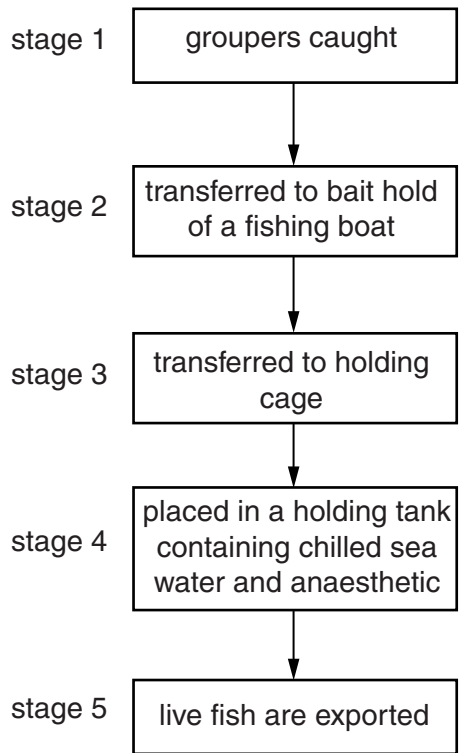 stage 1
groupers caught
stage 2
transferred to bait hold
of a fishing boat
stage 3
transferred to holding
cage
stage 4
placed in a holding tank
containing chilled sea
water and anaesthetic
stage 5
live fish are exported